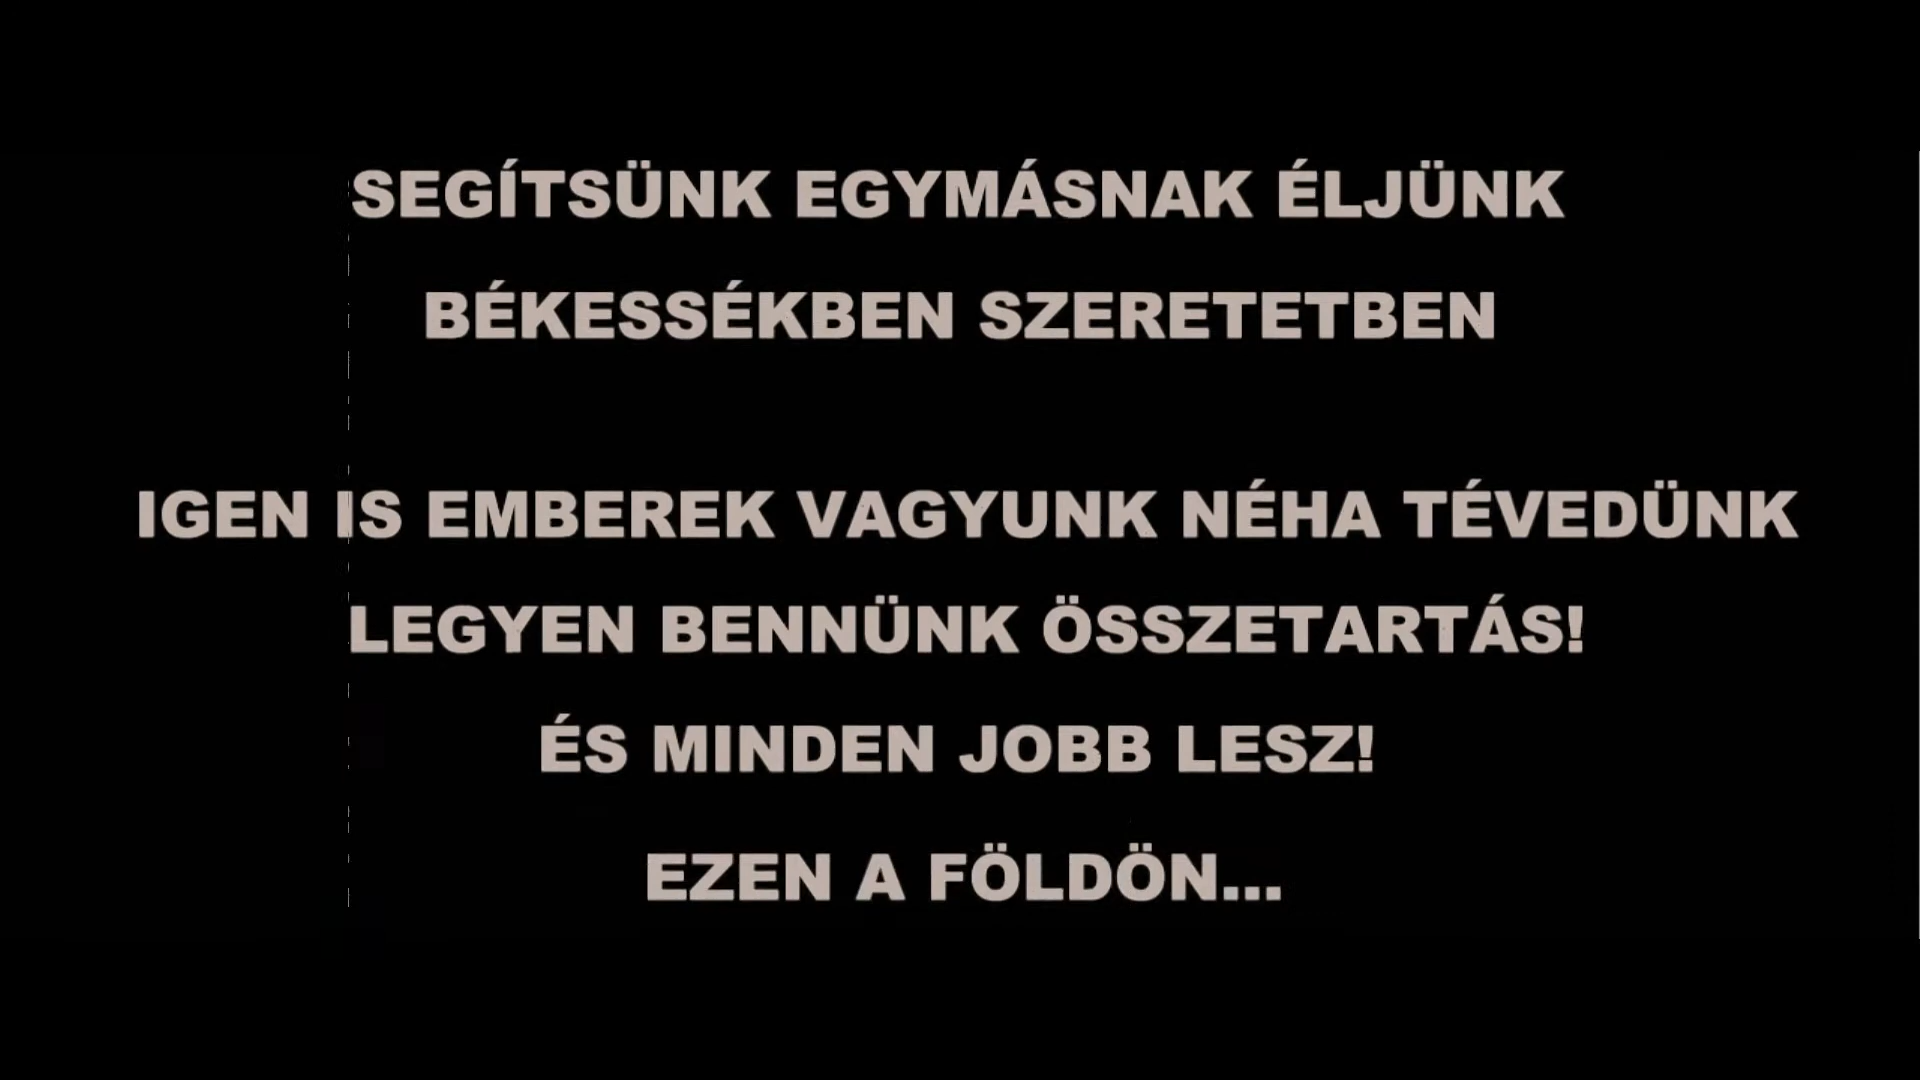 SEGÍTSÜNK EGYMÁSNAK ÉLJÜNK
BÉKESSÉKBEN SZERETETBEN
IGEN IS EMBEREK VAGYUNK NÉHA TÉVEDÜNK
LEGYEN BENNÜNK ÖSSZETARTÁS!
ÉS MINDEN JOBB LESZ!
EZEN A FÖLDÖN...